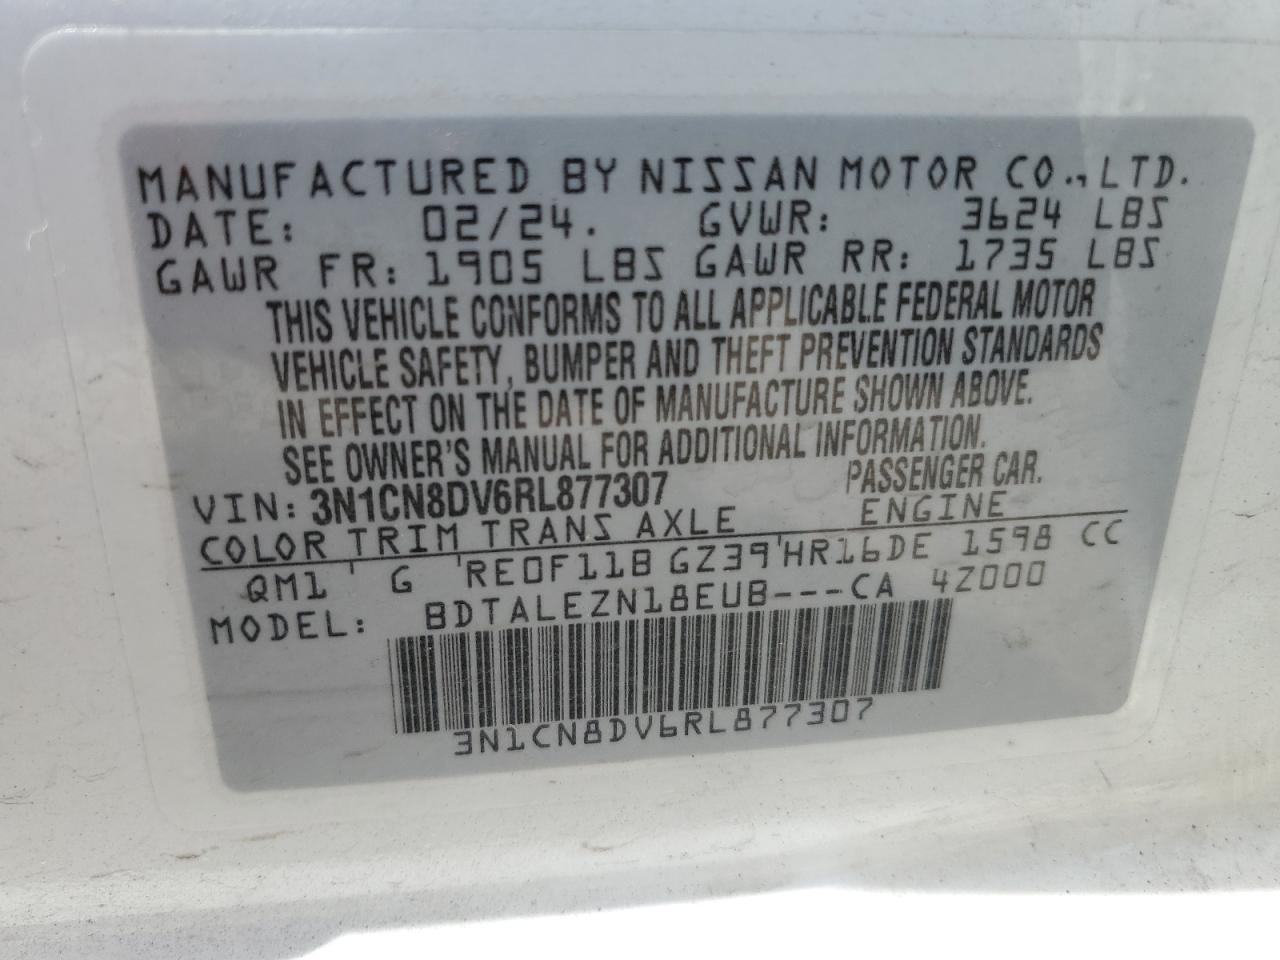 MANUFACTURED BY NISSAN MOTOR CO., LTD.
DATE: 02/24. GVWR: 3624 LBS
GAWR FR: 1905 LBS GAWR RR: 1735 LBS
THIS VEHICLE CONFORMS TO ALL APPLICABLE FEDERAL MOTOR
VEHICLE SAFETY, BUMPER AND THEFT PREVENTION STANDARDS
IN EFFECT ON THE DATE OF MANUFACTURE SHOWN ABOVE.
SEE OWNER'S MANUAL FOR ADDITIONAL INFORMATION.
VIN: 3N1CN8DV6RL877307 PASSENGER CAR.
COLOR TRIM TRANS AXLE ENGINE
QM1 G RE0F11B GZ39 HR16DE 1598 CC
MODEL: BDTALEZN18EUB---CA 4Z000
3N1CN8DV6RL877307